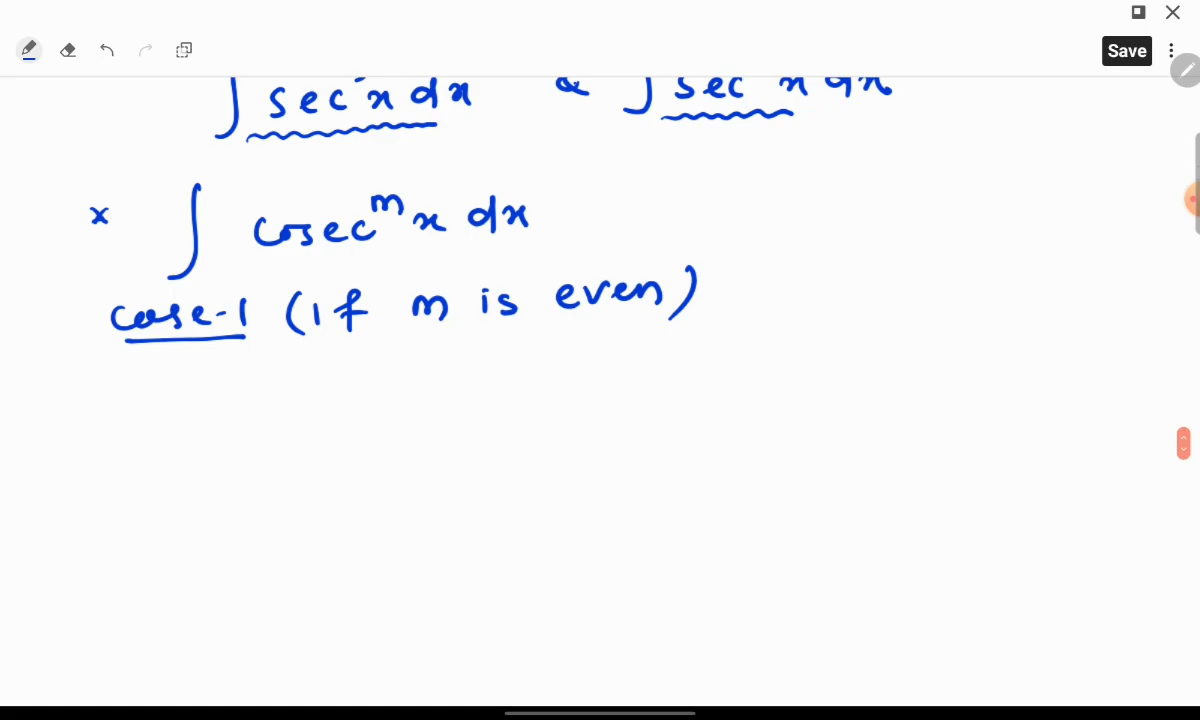 Save
∫ sec x dx & ∫ sec x dx
x ∫ cosec^m x dx
case-1 (if m is even)